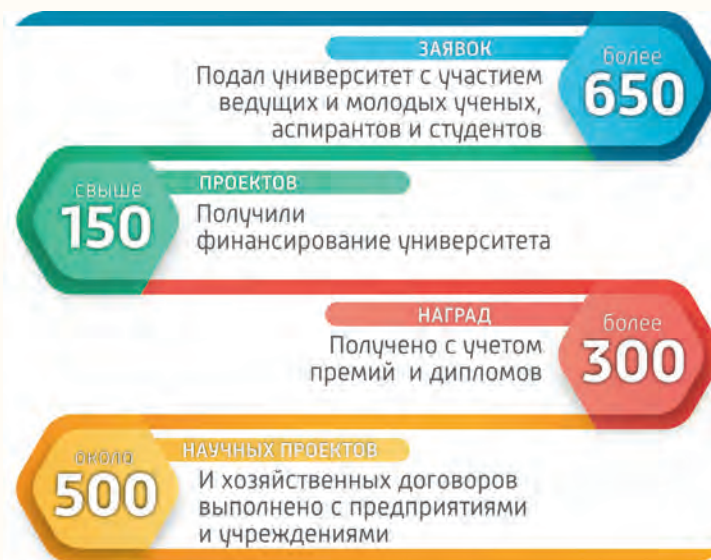 ЗАЯВОК
более
650
Подал университет с участием
ведущих и молодых ученых,
аспирантов и студентов
свыше
150
ПРОЕКТОВ
Получили
финансирование университета
НАГРАД
более
300
Получено с учетом
премий и дипломов
около
500
НАУЧНЫХ ПРОЕКТОВ
И хозяйственных договоров
выполнено с предприятиями
и учреждениями